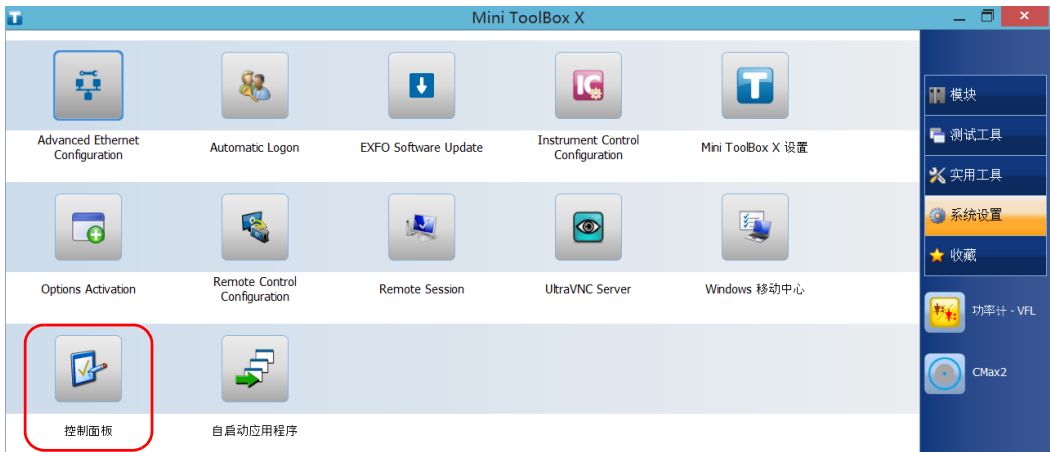 Mini ToolBox X
Advanced Ethernet
Configuration
Automatic Logon
EXFO Software Update
Instrument Control
Configuration
Mini ToolBox X 设置
Options Activation
Remote Control
Configuration
Remote Session
UltraVNC Server
Windows 移动中心
控制面板
自启动应用程序
模块
测试工具
实用工具
系统设置
收藏
功率计 - VFL
CMax2